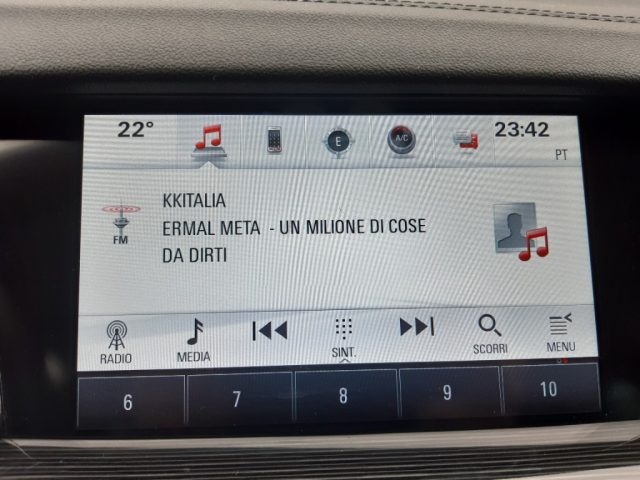 22° E A/C 23:42
PT
KKITALIA
FM ERMAL META - UN MILIONE DI COSE
DA DIRTI
RADIO MEDIA SINT. SCORRI MENU
6 7 8 9 10